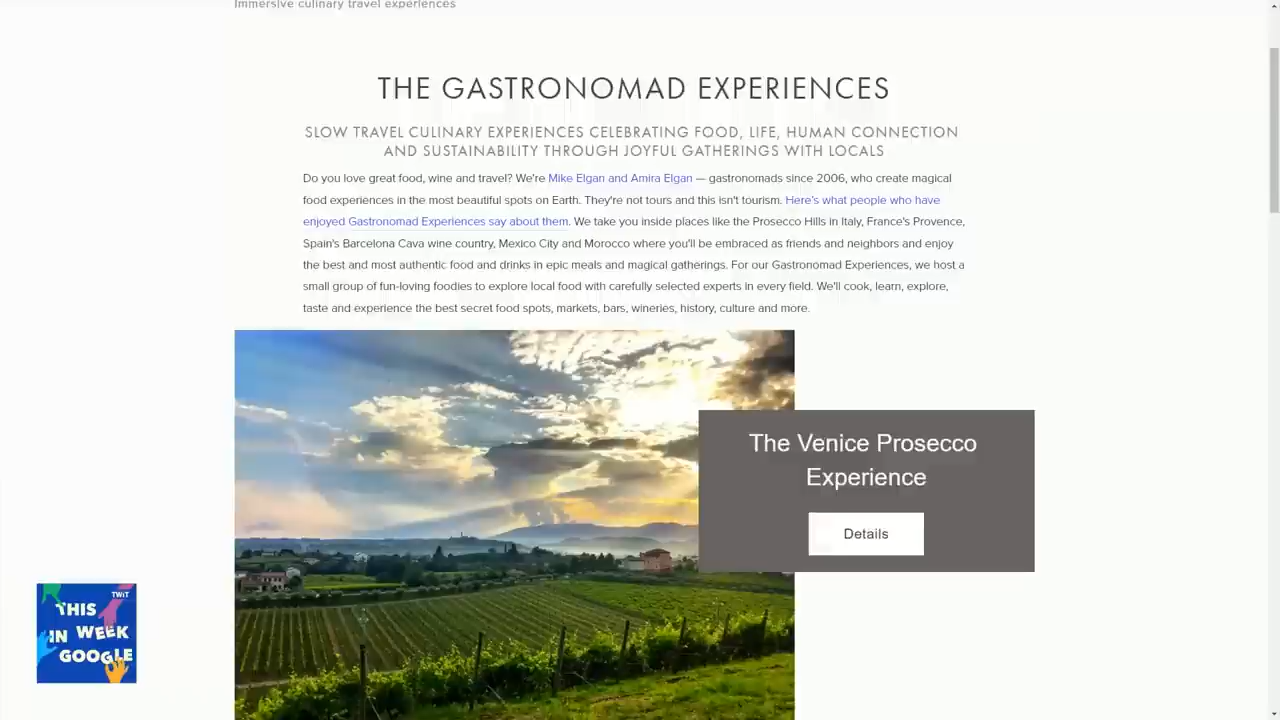 Immersive culinary travel experiences
THE GASTRONOMAD EXPERIENCES
SLOW TRAVEL CULINARY EXPERIENCES CELEBRATING FOOD, LIFE, HUMAN CONNECTION
AND SUSTAINABILITY THROUGH JOYFUL GATHERINGS WITH LOCALS
Do you love great food, wine and travel? We're Mike Elgan and Amira Elgan — gastronomads since 2006, who create magical
food experiences in the most beautiful spots on Earth. They're not tours and this isn't tourism. Here's what people who have
enjoyed Gastronomad Experiences say about them. We take you inside places like the Prosecco Hills in Italy, France's Provence,
Spain's Barcelona Cava wine country, Mexico City and Morocco where you'll be embraced as friends and neighbors and enjoy
the best and most authentic food and drinks in epic meals and magical gatherings. For our Gastronomad Experiences, we host a
small group of fun-loving foodies to explore local food with carefully selected experts in every field. We'll cook, learn, explore,
taste and experience the best secret food spots, markets, bars, wineries, history, culture and more.
The Venice Prosecco
Experience
Details
TWiT
THIS
IN WEEK
GOOGLE